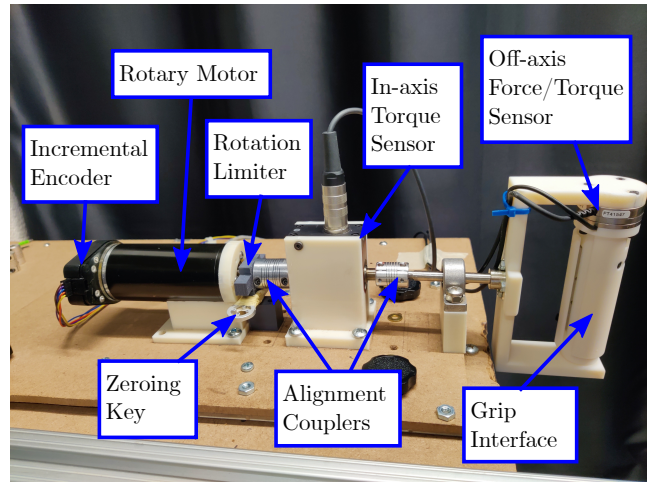 Rotary Motor
In-axis
Torque
Sensor
Off-axis
Force/Torque
Sensor
Incremental
Encoder
Rotation
Limiter
Zeroing
Key
Alignment
Couplers
Grip
Interface